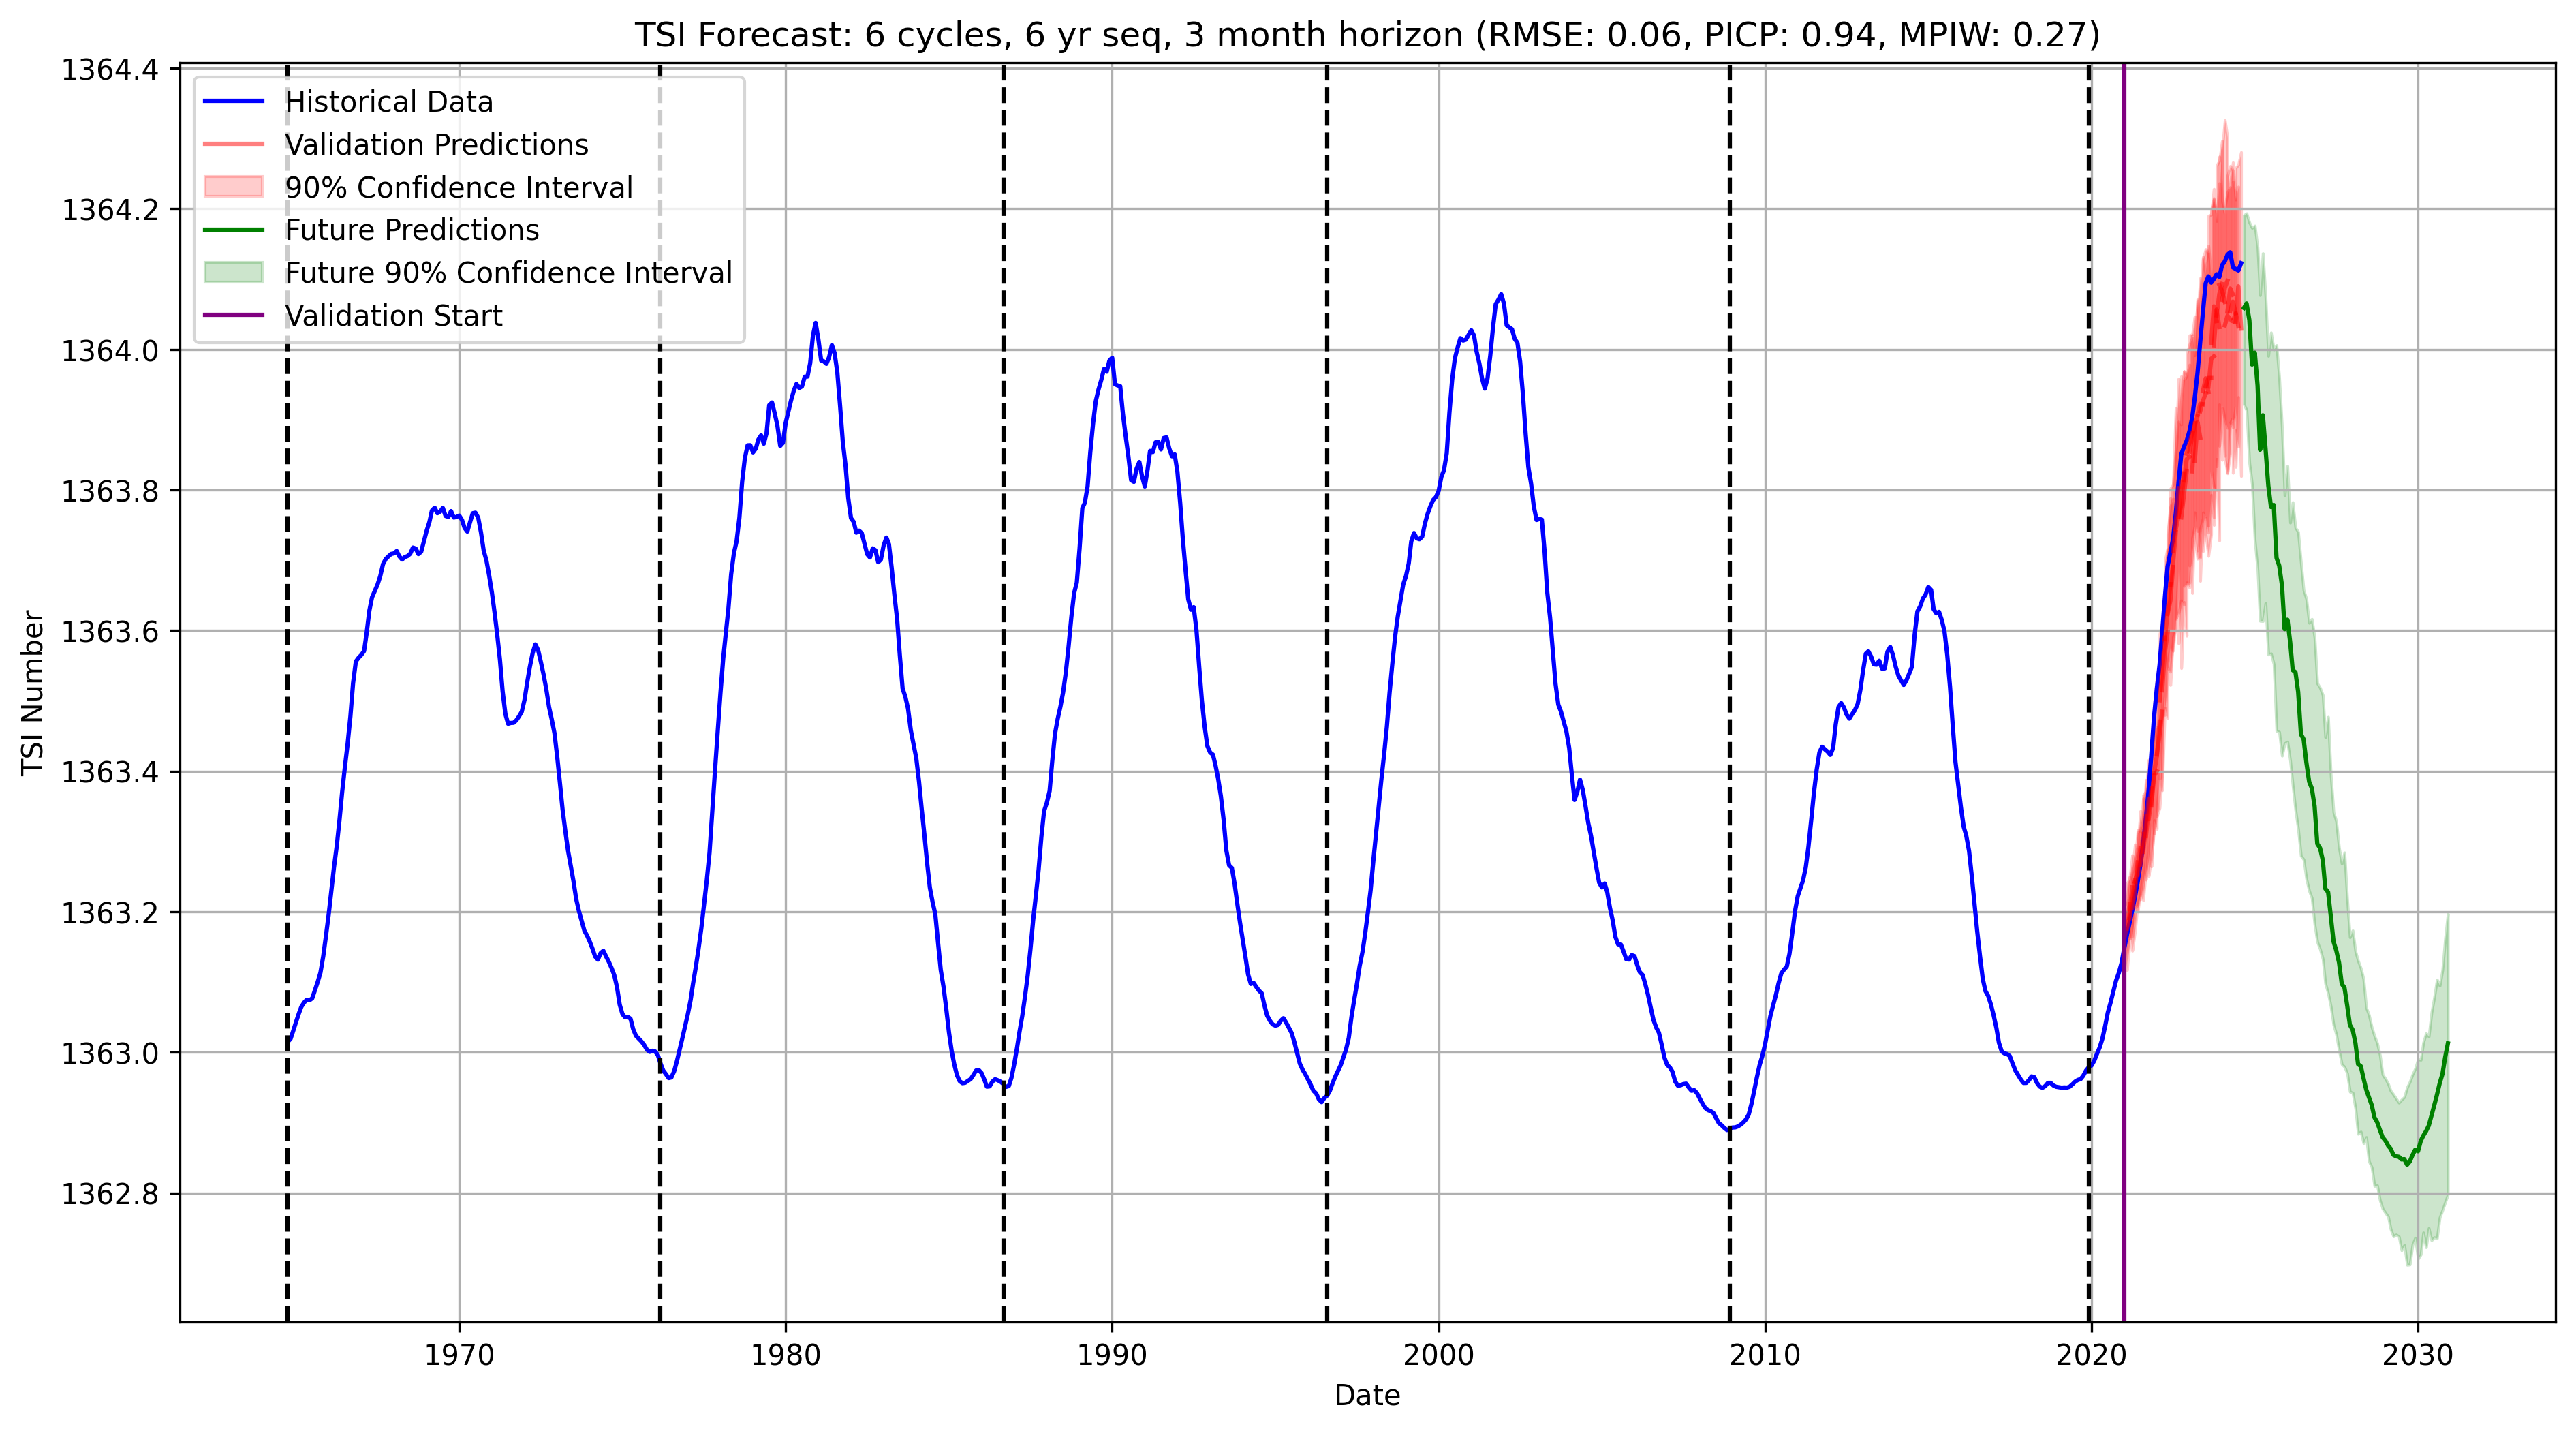 TSI Forecast: 6 cycles, 6 yr seq, 3 month horizon (RMSE: 0.06, PICP: 0.94, MPIW: 0.27)
1364.4
1364.2
1364.0
1363.8
1363.6
1363.4
1363.2
1363.0
1362.8
TSI Number
Historical Data
Validation Predictions
90% Confidence Interval
Future Predictions
Future 90% Confidence Interval
Validation Start
1970
1980
1990
2000
2010
2020
2030
Date